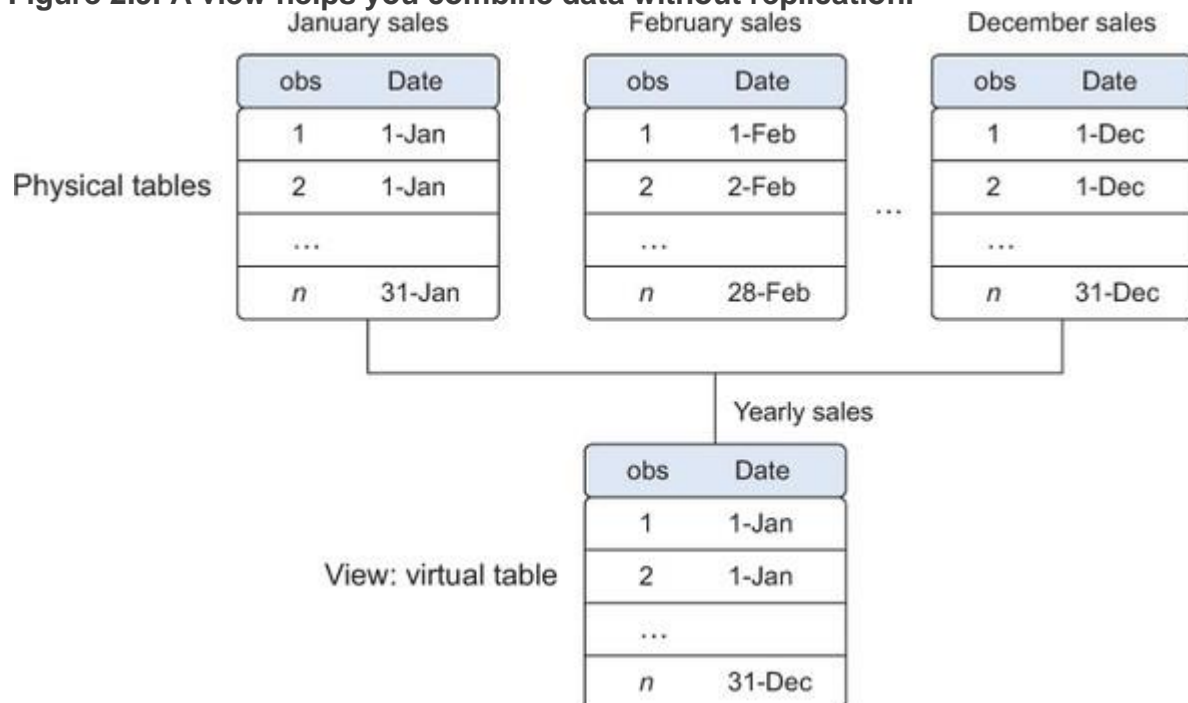 Figure 2.9. A view helps you combine data without replication.
January sales February sales December sales
obs Date obs Date obs Date
1 1-Jan 1 1-Feb 1 1-Dec
Physical tables 2 1-Jan 2 2-Feb ... 2 1-Dec
... ... ...
n 31-Jan n 28-Feb n 31-Dec
Yearly sales
obs Date
1 1-Jan
View: virtual table 2 1-Jan
...
n 31-Dec